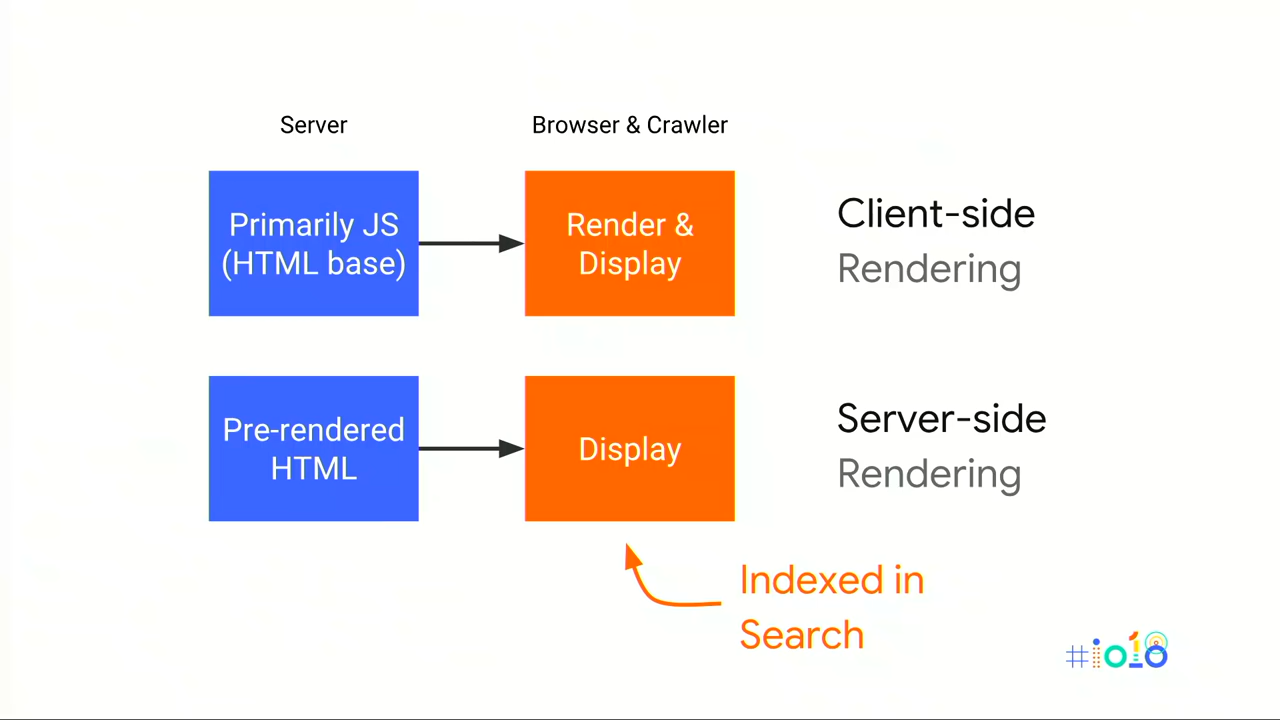 Server
Browser & Crawler
Primarily JS
(HTML base)
Render &
Display
Client-side
Rendering
Pre-rendered
HTML
Display
Server-side
Rendering
Indexed in
Search
#io18